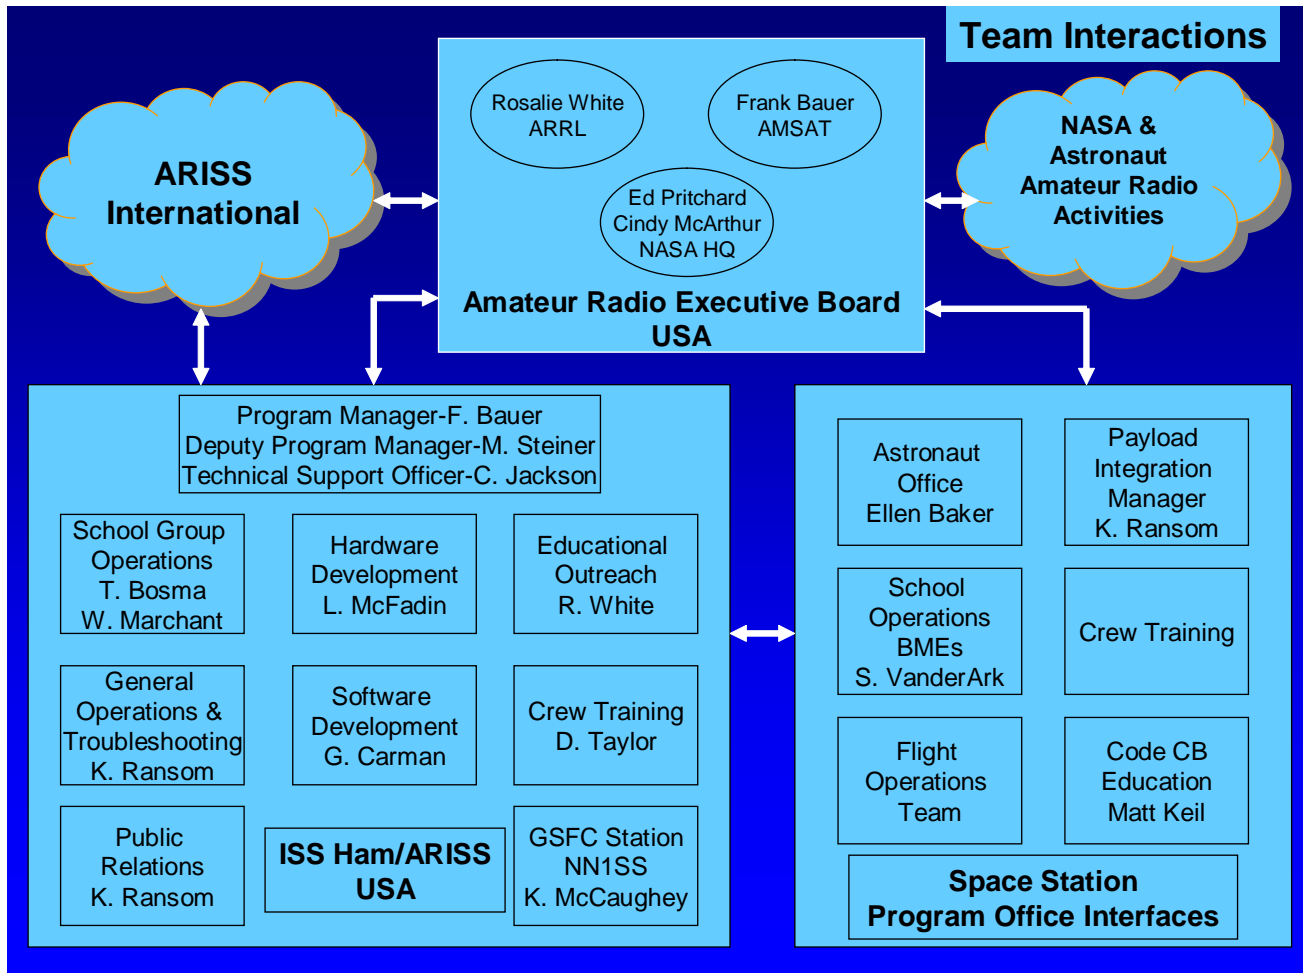 Team Interactions
Rosalie White
ARRL
Frank Bauer
AMSAT
Ed Pritchard
Cindy McArthur
NASA HQ
Amateur Radio Executive Board
USA
ARISS
International
NASA &
Astronaut
Amateur Radio
Activities
Program Manager-F. Bauer
Deputy Program Manager-M. Steiner
Technical Support Officer-C. Jackson
School Group
Operations
T. Bosma
W. Marchant
Hardware
Development
L. McFadin
Educational
Outreach
R. White
General
Operations &
Troubleshooting
K. Ransom
Software
Development
G. Carman
Crew Training
D. Taylor
Public
Relations
K. Ransom
ISS Ham/ARISS
USA
GSFC Station
NN1SS
K. McCaughey
Astronaut
Office
Ellen Baker
Payload
Integration
Manager
K. Ransom
School
Operations
BMEs
S. VanderArk
Crew Training
Flight
Operations
Team
Code CB
Education
Matt Keil
Space Station
Program Office Interfaces